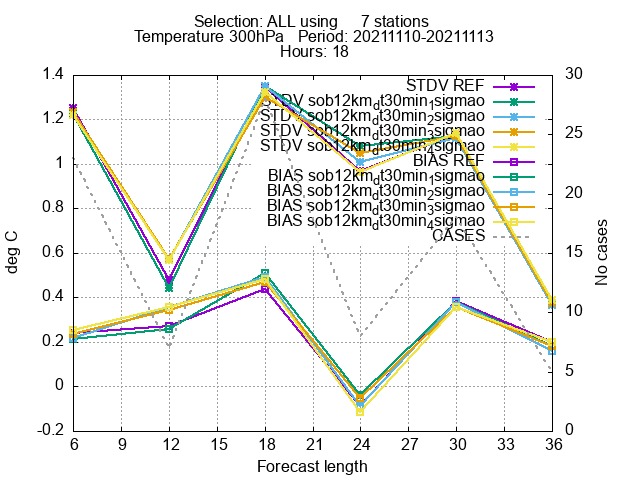 Selection: ALL using 7 stations
Temperature 300hPa Period: 20211110-20211113
Hours: 18
STDV REF
STDV sob12km_dt30min_1sigmao
STDV sob12km_dt30min_2sigmao
STDV sob12km_dt30min_3sigmao
STDV sob12km_dt30min_4sigmao
BIAS REF
BIAS sob12km_dt30min_1sigmao
BIAS sob12km_dt30min_2sigmao
BIAS sob12km_dt30min_3sigmao
BIAS sob12km_dt30min_4sigmao
CASES
1.4
1.2
1
0.8
0.6
0.4
0.2
0
-0.2
deg C
30
25
20
15
10
5
0
No cases
6 9 12 15 18 21 24 27 30 33 36
Forecast length